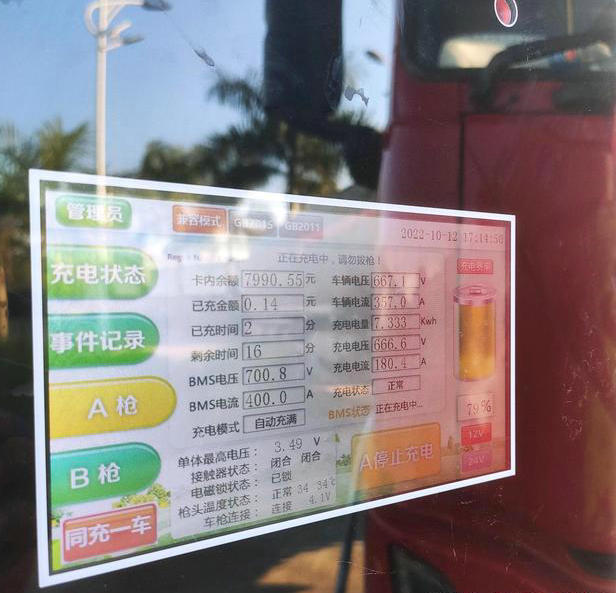 管理员
兼容模式 GB2015 GB2011
2022-10-12 17:14:56
正在充电中，请勿拔枪！
充电状态
事件记录
A 枪
B 枪
同充一车
卡内余额 7990.55 元
已充金额 0.14 元
已充时间 2 分
剩余时间 16 分
BMS电压 700.8 V
BMS电流 400.0 A
充电模式 自动充满
车辆电压 667.1 V
车辆电流 357.0 A
充电电量 7.333 Kwh
充电电压 666.6 V
充电电流 180.4 A
充电状态 正常
BMS状态 正在充电中...
单体最高电压： 3.49 V
接触器状态： 闭合 闭合
电磁锁状态： 已锁
枪头温度状态： 正常 34 34℃
车枪连接： 连接 4.1V
A停止充电
79%
12V
24V